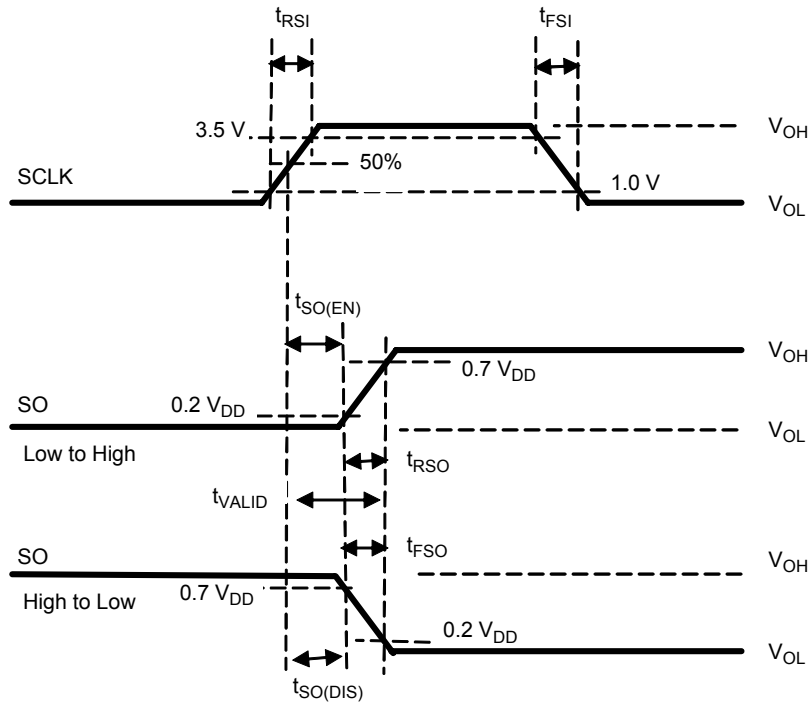 tRSI
tFSI
3.5 V
VOH
50%
SCLK
1.0 V
VOL
tSO(EN)
VOH
0.7 VDD
SO
0.2 VDD
VOL
Low to High
tRSO
tVALID
SO
tFSO
VOH
High to Low
0.7 VDD
0.2 VDD
VOL
tSO(DIS)